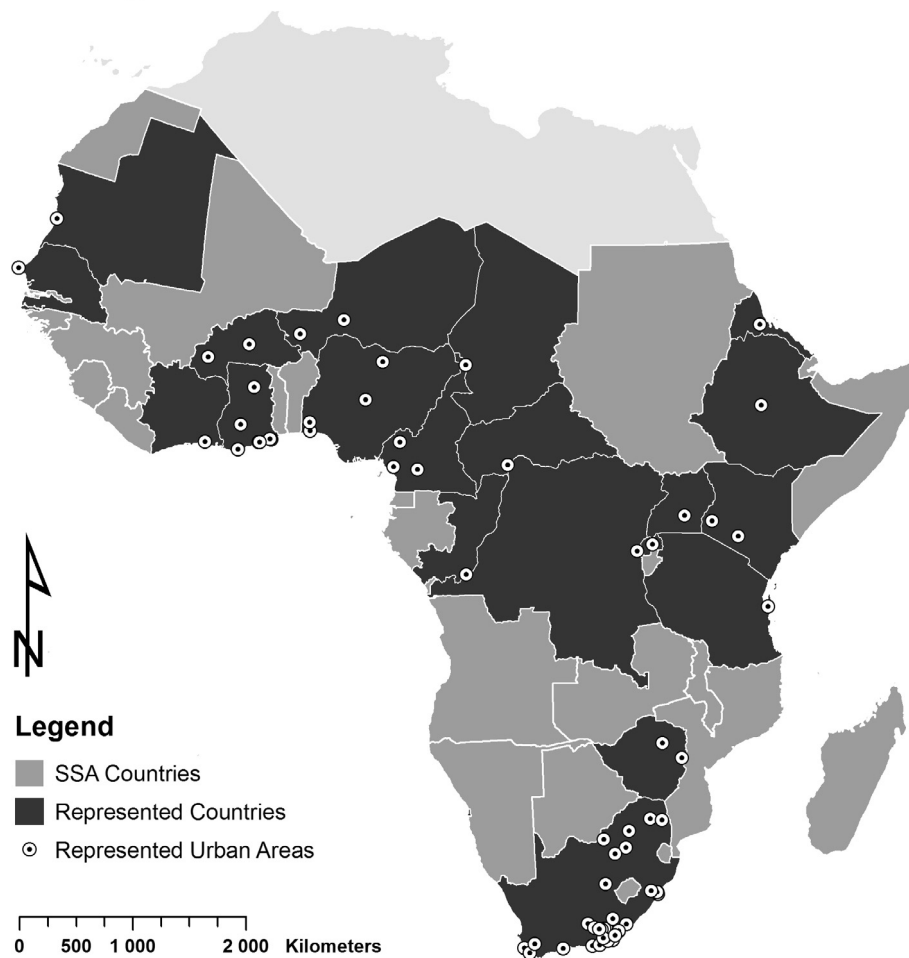 N
Legend
SSA Countries
Represented Countries
Represented Urban Areas
0 500 1 000 2 000 Kilometers